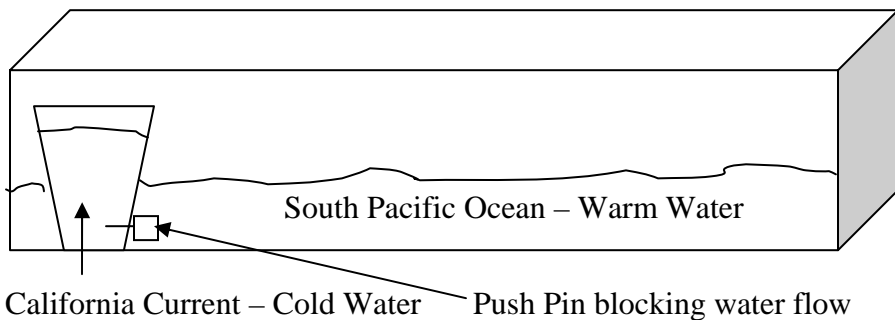 South Pacific Ocean – Warm Water
California Current – Cold Water
Push Pin blocking water flow